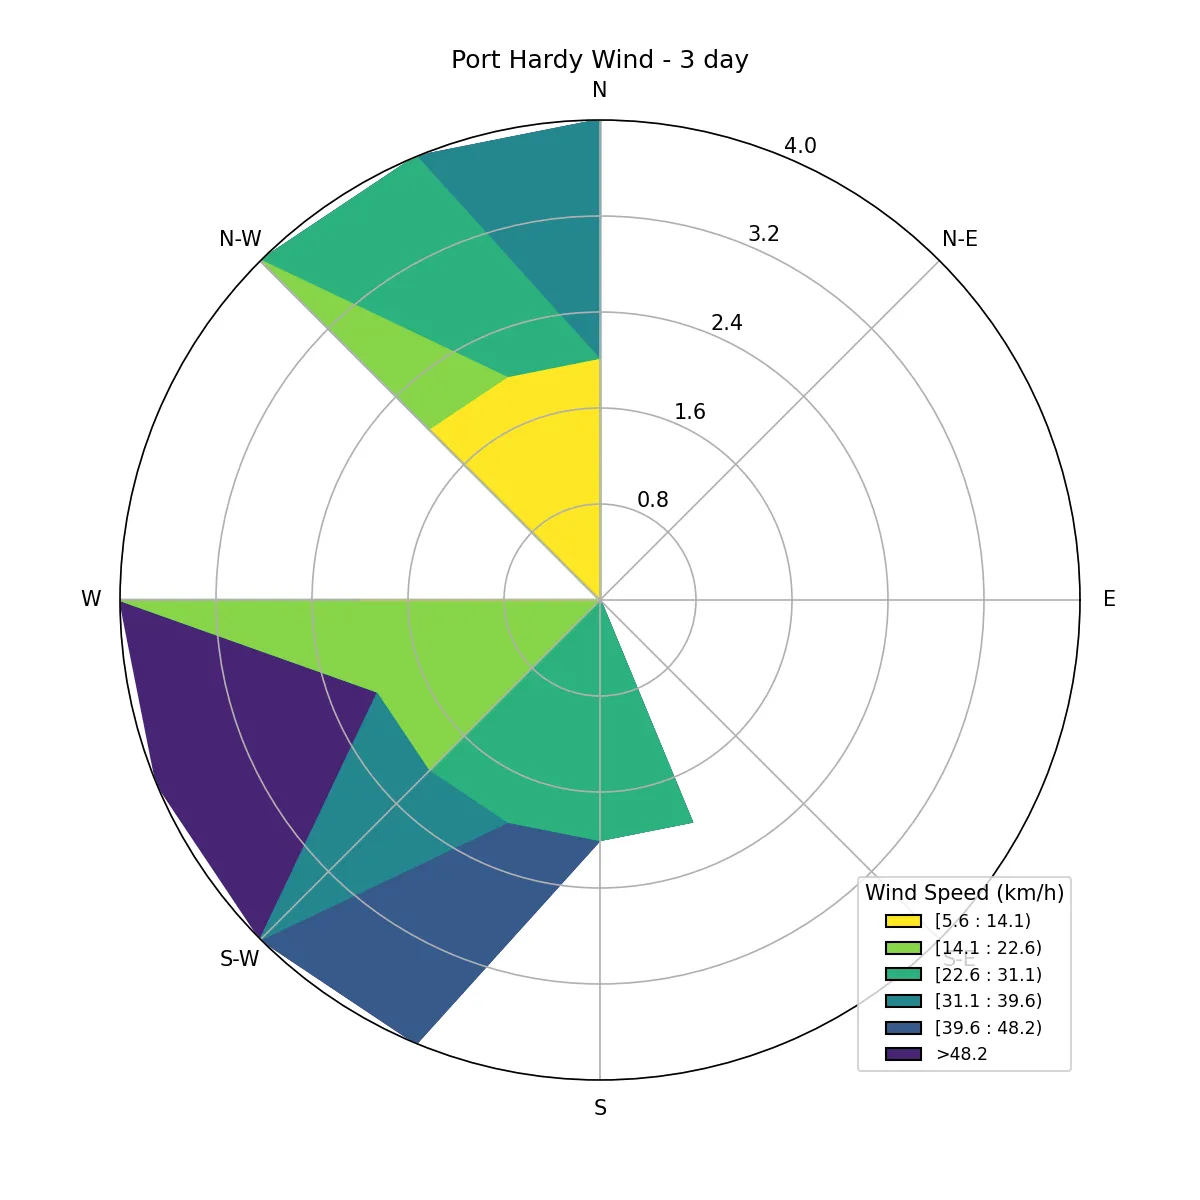 Port Hardy Wind - 3 day
N
4.0
N-W
3.2
N-E
2.4
1.6
0.8
W
E
S-W
S-E
S
Wind Speed (km/h)
[5.6 : 14.1)
[14.1 : 22.6)
[22.6 : 31.1)
[31.1 : 39.6)
[39.6 : 48.2)
>48.2